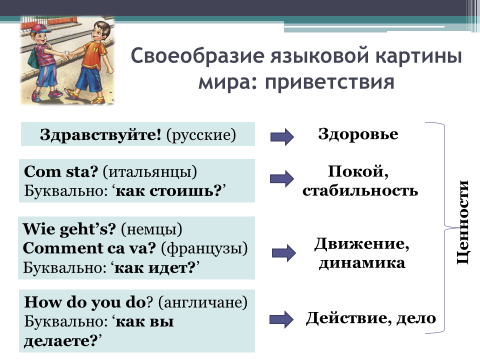 Своеобразие языковой картины
мира: приветствия
Здравствуйте! (русские)
Здоровье
Com sta? (итальянцы)
Буквально: ‘как стоишь?’
Покой,
стабильность
Wie geht’s? (немцы)
Comment ca va? (французы)
Буквально: ‘как идет?’
Движение,
динамика
How do you do? (англичане)
Буквально: ‘как вы
делаете?’
Действие, дело
Ценности